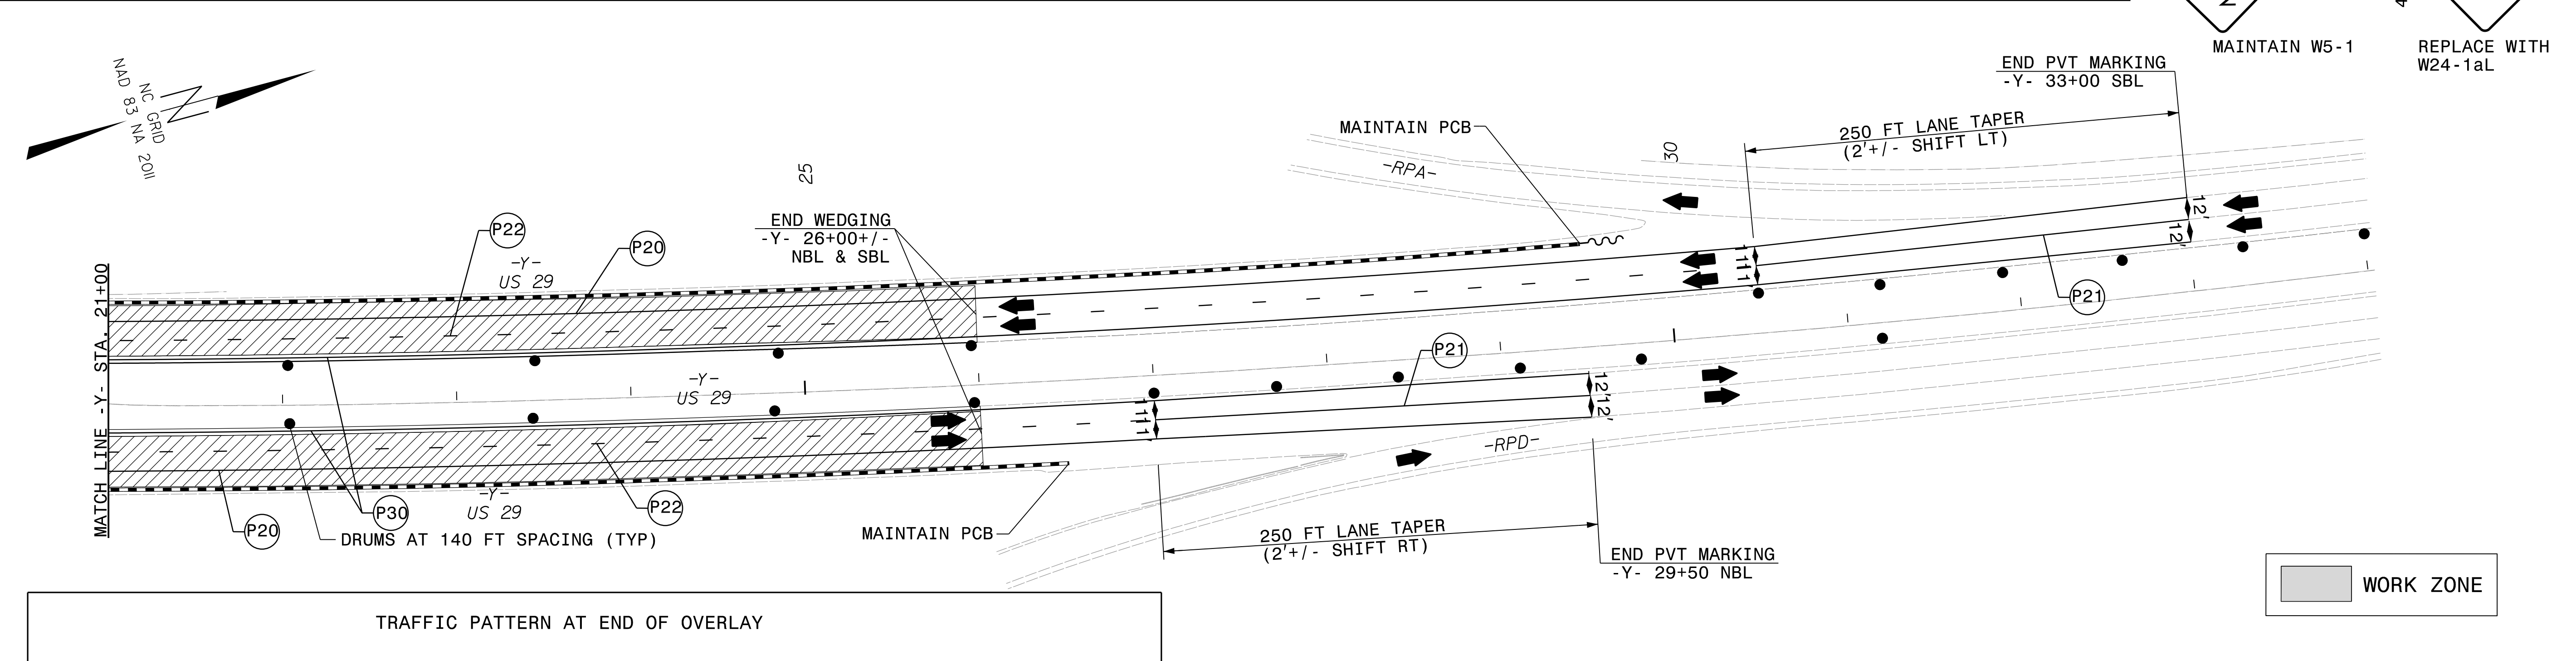 MAINTAIN W5-1
REPLACE WITH
W24-1aL
4
NC GRID
NAD 83 NA 2011
END PVT MARKING
-Y- 33+00 SBL
250 FT LANE TAPER
(2'+/- SHIFT LT)
MAINTAIN PCB
-RPA-
30
25
END WEDGING
-Y- 26+00+/-
NBL & SBL
P22
P20
-Y-
US 29
MATCH LINE -Y- STA. 21+00
12'
12'
11'
11'
P21
P21
-Y-
US 29
12'
12'
11'
11'
-RPD-
P20
P30
-Y-
US 29
P22
DRUMS AT 140 FT SPACING (TYP)
MAINTAIN PCB
250 FT LANE TAPER
(2'+/- SHIFT RT)
END PVT MARKING
-Y- 29+50 NBL
WORK ZONE
TRAFFIC PATTERN AT END OF OVERLAY